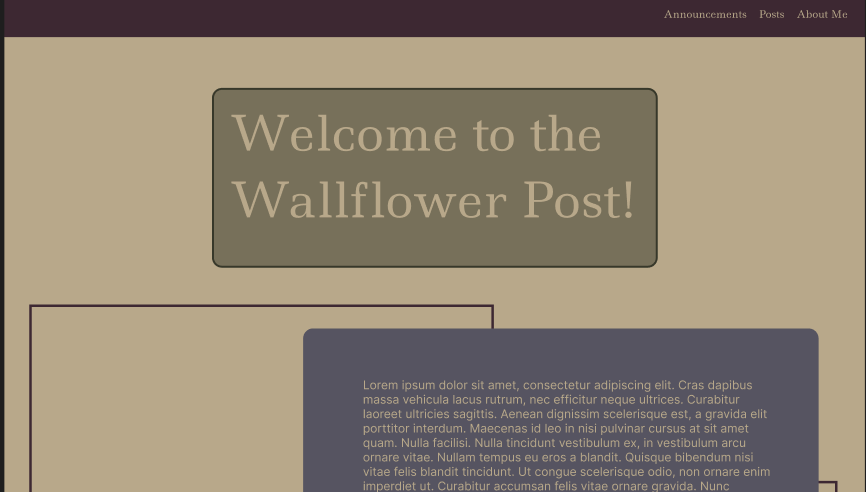 Announcements Posts About Me
Welcome to the
Wallflower Post!
Lorem ipsum dolor sit amet, consectetur adipiscing elit. Cras dapibus
massa vehicula lacus rutrum, nec efficitur neque ultrices. Curabitur
laoreet ultricies sagittis. Aenean dignissim scelerisque est, a gravida elit
porttitor interdum. Maecenas id leo in nisi pulvinar cursus at sit amet
quam. Nulla facilisi. Nulla tincidunt vestibulum ex, in vestibulum arcu
ornare vitae. Nullam tempus eu eros a blandit. Quisque bibendum nisi
vitae felis blandit tincidunt. Ut congue scelerisque odio, non ornare enim
imperdiet ut. Curabitur accumsan felis vitae ornare gravida. Nunc